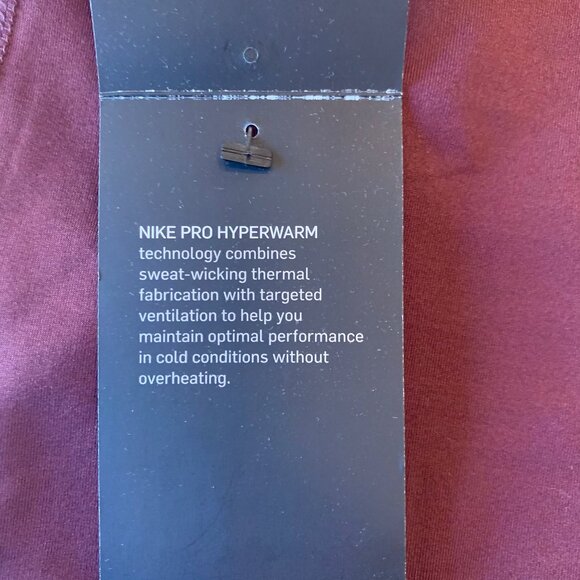 NIKE PRO HYPERWARM
technology combines
sweat-wicking thermal
fabrication with targeted
ventilation to help you
maintain optimal performance
in cold conditions without
overheating.